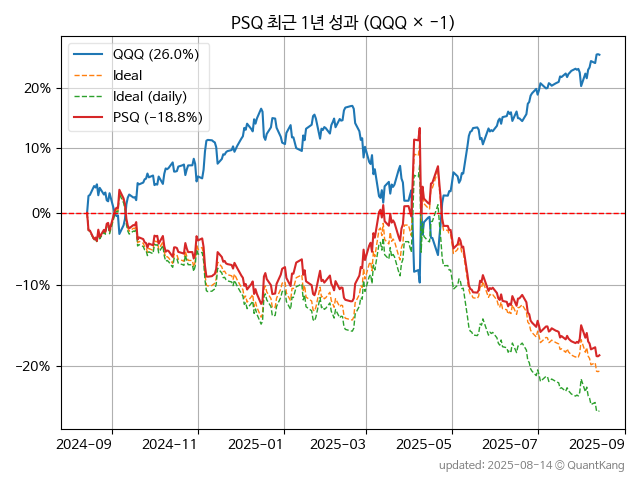 PSQ 최근 1년 성과 (QQQ × −1)
QQQ (26.0%)
Ideal
Ideal (daily)
PSQ (−18.8%)
20%
10%
0%
−10%
−20%
2024−09
2024−11
2025−01
2025−03
2025−05
2025−07
2025−09
updated: 2025−08−14 © QuantKang